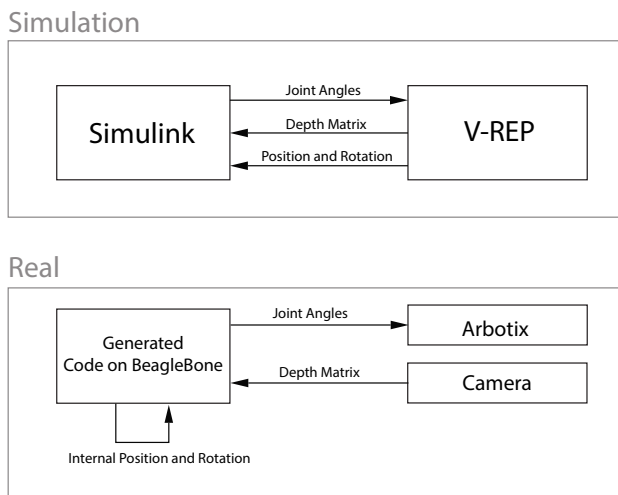 Simulation
Joint Angles
Simulink
Depth Matrix
V-REP
Position and Rotation
Real
Joint Angles
Arbotix
Generated
Code on BeagleBone
Depth Matrix
Camera
Internal Position and Rotation